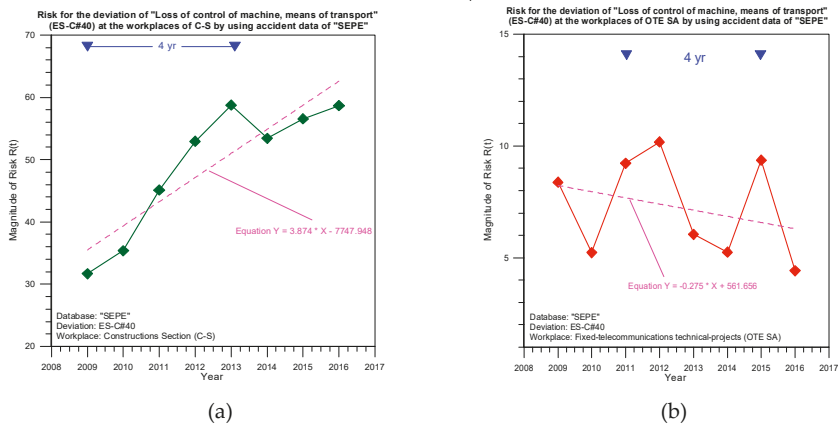 Risk for the deviation of "Loss of control of machine, means of transport"
(ES-C#40) at the workplaces of C-S by using accident data of "SEPE"
70
60
50
40
30
20
Magnitude of Risk R(t)
4 yr
Equation Y = 3.874 * X - 7747.948
Database: "SEPE"
Deviation: ES-C#40
Workplace: Constructions Section (C-S)
2008 2009 2010 2011 2012 2013 2014 2015 2016 2017
Year
(a)
Risk for the deviation of "Loss of control of machine, means of transport"
(ES-C#40) at the workplaces of OTE SA by using accident data of "SEPE"
15
10
5
Magnitude of Risk R(t)
4 yr
Equation Y = -0.275 * X + 561.656
Database: "SEPE"
Deviation: ES-C#40
Workplace: Fixed-telecommunications technical-projects (OTE SA)
2008 2009 2010 2011 2012 2013 2014 2015 2016 2017
Year
(b)